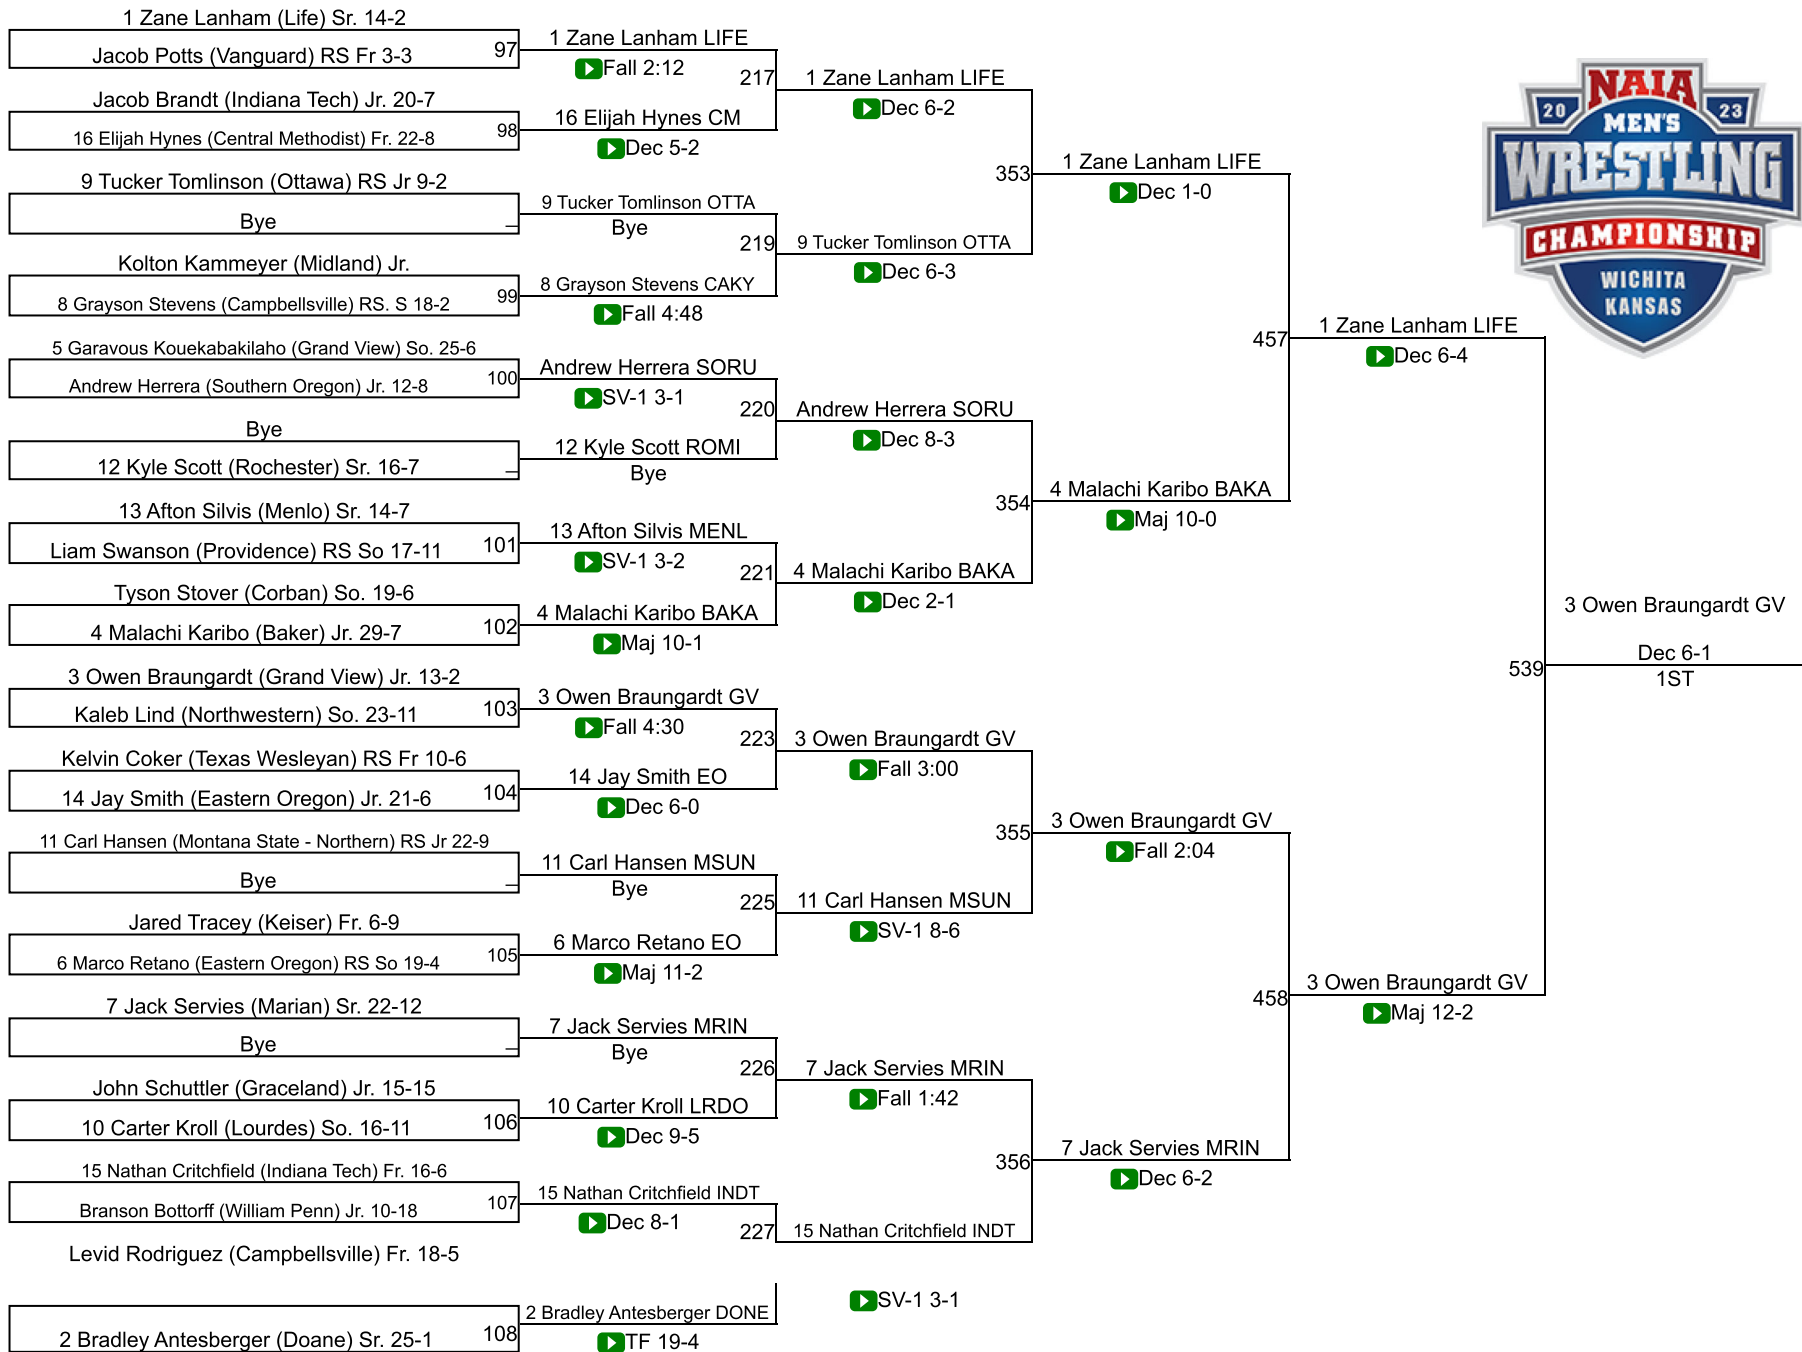 1 Zane Lanham (Life) Sr. 14-2
Jacob Potts (Vanguard) RS Fr 3-3
97
Jacob Brandt (Indiana Tech) Jr. 20-7
16 Elijah Hynes (Central Methodist) Fr. 22-8
98
9 Tucker Tomlinson (Ottawa) RS Jr 9-2
Bye
_
Kolton Kammeyer (Midland) Jr.
8 Grayson Stevens (Campbellsville) RS. S 18-2
99
5 Garavous Kouekabakilaho (Grand View) So. 25-6
Andrew Herrera (Southern Oregon) Jr. 12-8
100
Bye
12 Kyle Scott (Rochester) Sr. 16-7
_
13 Afton Silvis (Menlo) Sr. 14-7
Liam Swanson (Providence) RS So 17-11
101
Tyson Stover (Corban) So. 19-6
4 Malachi Karibo (Baker) Jr. 29-7
102
3 Owen Braungardt (Grand View) Jr. 13-2
Kaleb Lind (Northwestern) So. 23-11
103
Kelvin Coker (Texas Wesleyan) RS Fr 10-6
14 Jay Smith (Eastern Oregon) Jr. 21-6
104
11 Carl Hansen (Montana State - Northern) RS Jr 22-9
Bye
_
Jared Tracey (Keiser) Fr. 6-9
6 Marco Retano (Eastern Oregon) RS So 19-4
105
7 Jack Servies (Marian) Sr. 22-12
Bye
_
John Schuttler (Graceland) Jr. 15-15
10 Carter Kroll (Lourdes) So. 16-11
106
15 Nathan Critchfield (Indiana Tech) Fr. 16-6
Branson Bottorff (William Penn) Jr. 10-18
107
Levid Rodriguez (Campbellsville) Fr. 18-5
2 Bradley Antesberger (Doane) Sr. 25-1
108
1 Zane Lanham LIFE
Fall 2:12
217
16 Elijah Hynes CM
Dec 5-2
9 Tucker Tomlinson OTTA
Bye
219
8 Grayson Stevens CAKY
Fall 4:48
Andrew Herrera SORU
SV-1 3-1
220
12 Kyle Scott ROMI
Bye
13 Afton Silvis MENL
SV-1 3-2
221
4 Malachi Karibo BAKA
Maj 10-1
3 Owen Braungardt GV
Fall 4:30
223
14 Jay Smith EO
Dec 6-0
11 Carl Hansen MSUN
Bye
225
6 Marco Retano EO
Maj 11-2
7 Jack Servies MRIN
Bye
226
10 Carter Kroll LRDO
Dec 9-5
15 Nathan Critchfield INDT
Dec 8-1
227
2 Bradley Antesberger DONE
TF 19-4
1 Zane Lanham LIFE
Dec 6-2
353
9 Tucker Tomlinson OTTA
Dec 6-3
Andrew Herrera SORU
Dec 8-3
354
4 Malachi Karibo BAKA
Dec 2-1
3 Owen Braungardt GV
Fall 3:00
355
11 Carl Hansen MSUN
SV-1 8-6
7 Jack Servies MRIN
Fall 1:42
356
15 Nathan Critchfield INDT
SV-1 3-1
1 Zane Lanham LIFE
Dec 1-0
457
4 Malachi Karibo BAKA
Maj 10-0
3 Owen Braungardt GV
Fall 2:04
458
7 Jack Servies MRIN
Dec 6-2
1 Zane Lanham LIFE
Dec 6-4
539
3 Owen Braungardt GV
Maj 12-2
3 Owen Braungardt GV
Dec 6-1
1ST
NAIA
20 23
MEN'S
WRESTLING
CHAMPIONSHIP
WICHITA
KANSAS